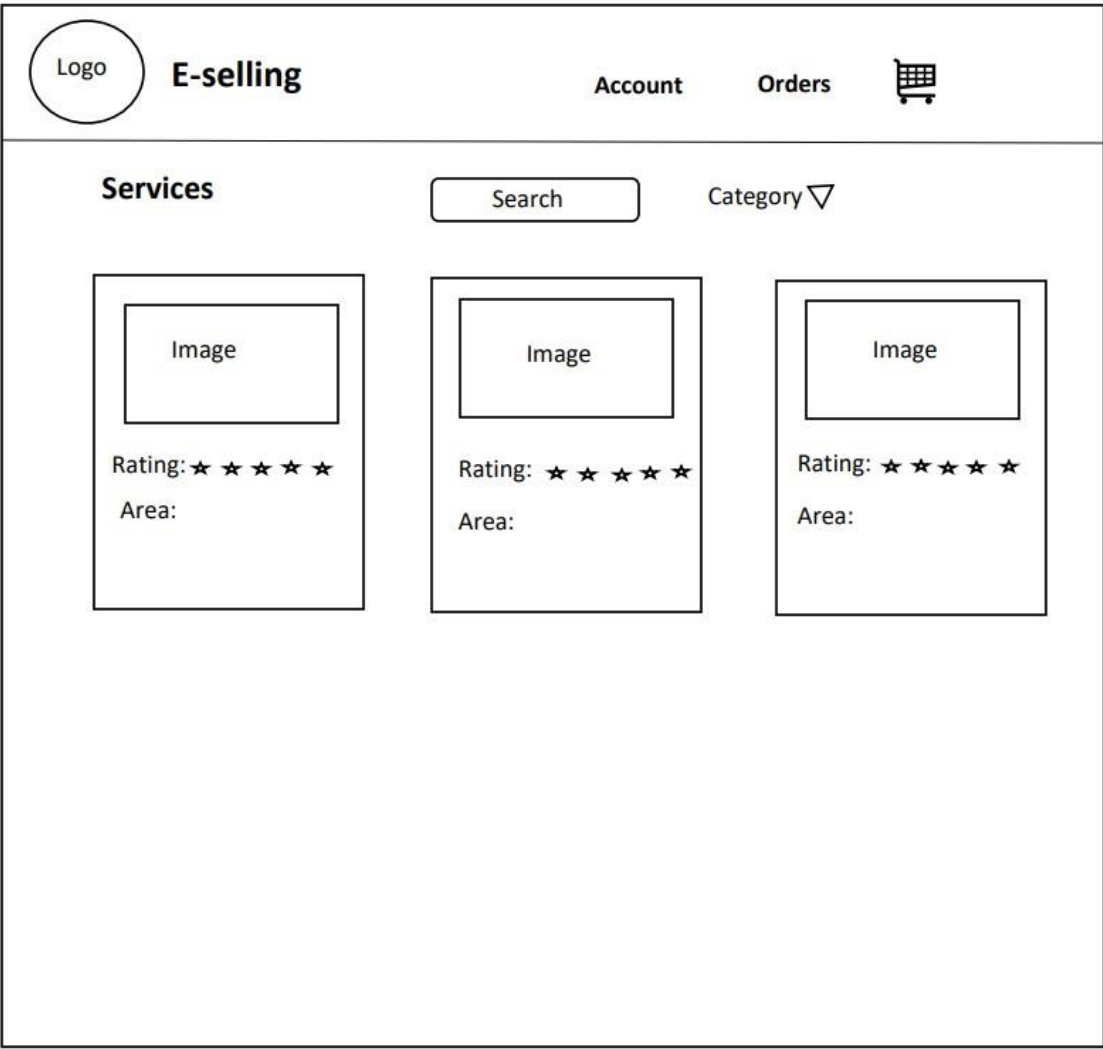 Logo
E-selling
Account
Orders
Services
Search
Category
Image
Image
Image
Rating:
Rating:
Rating:
Area:
Area:
Area: